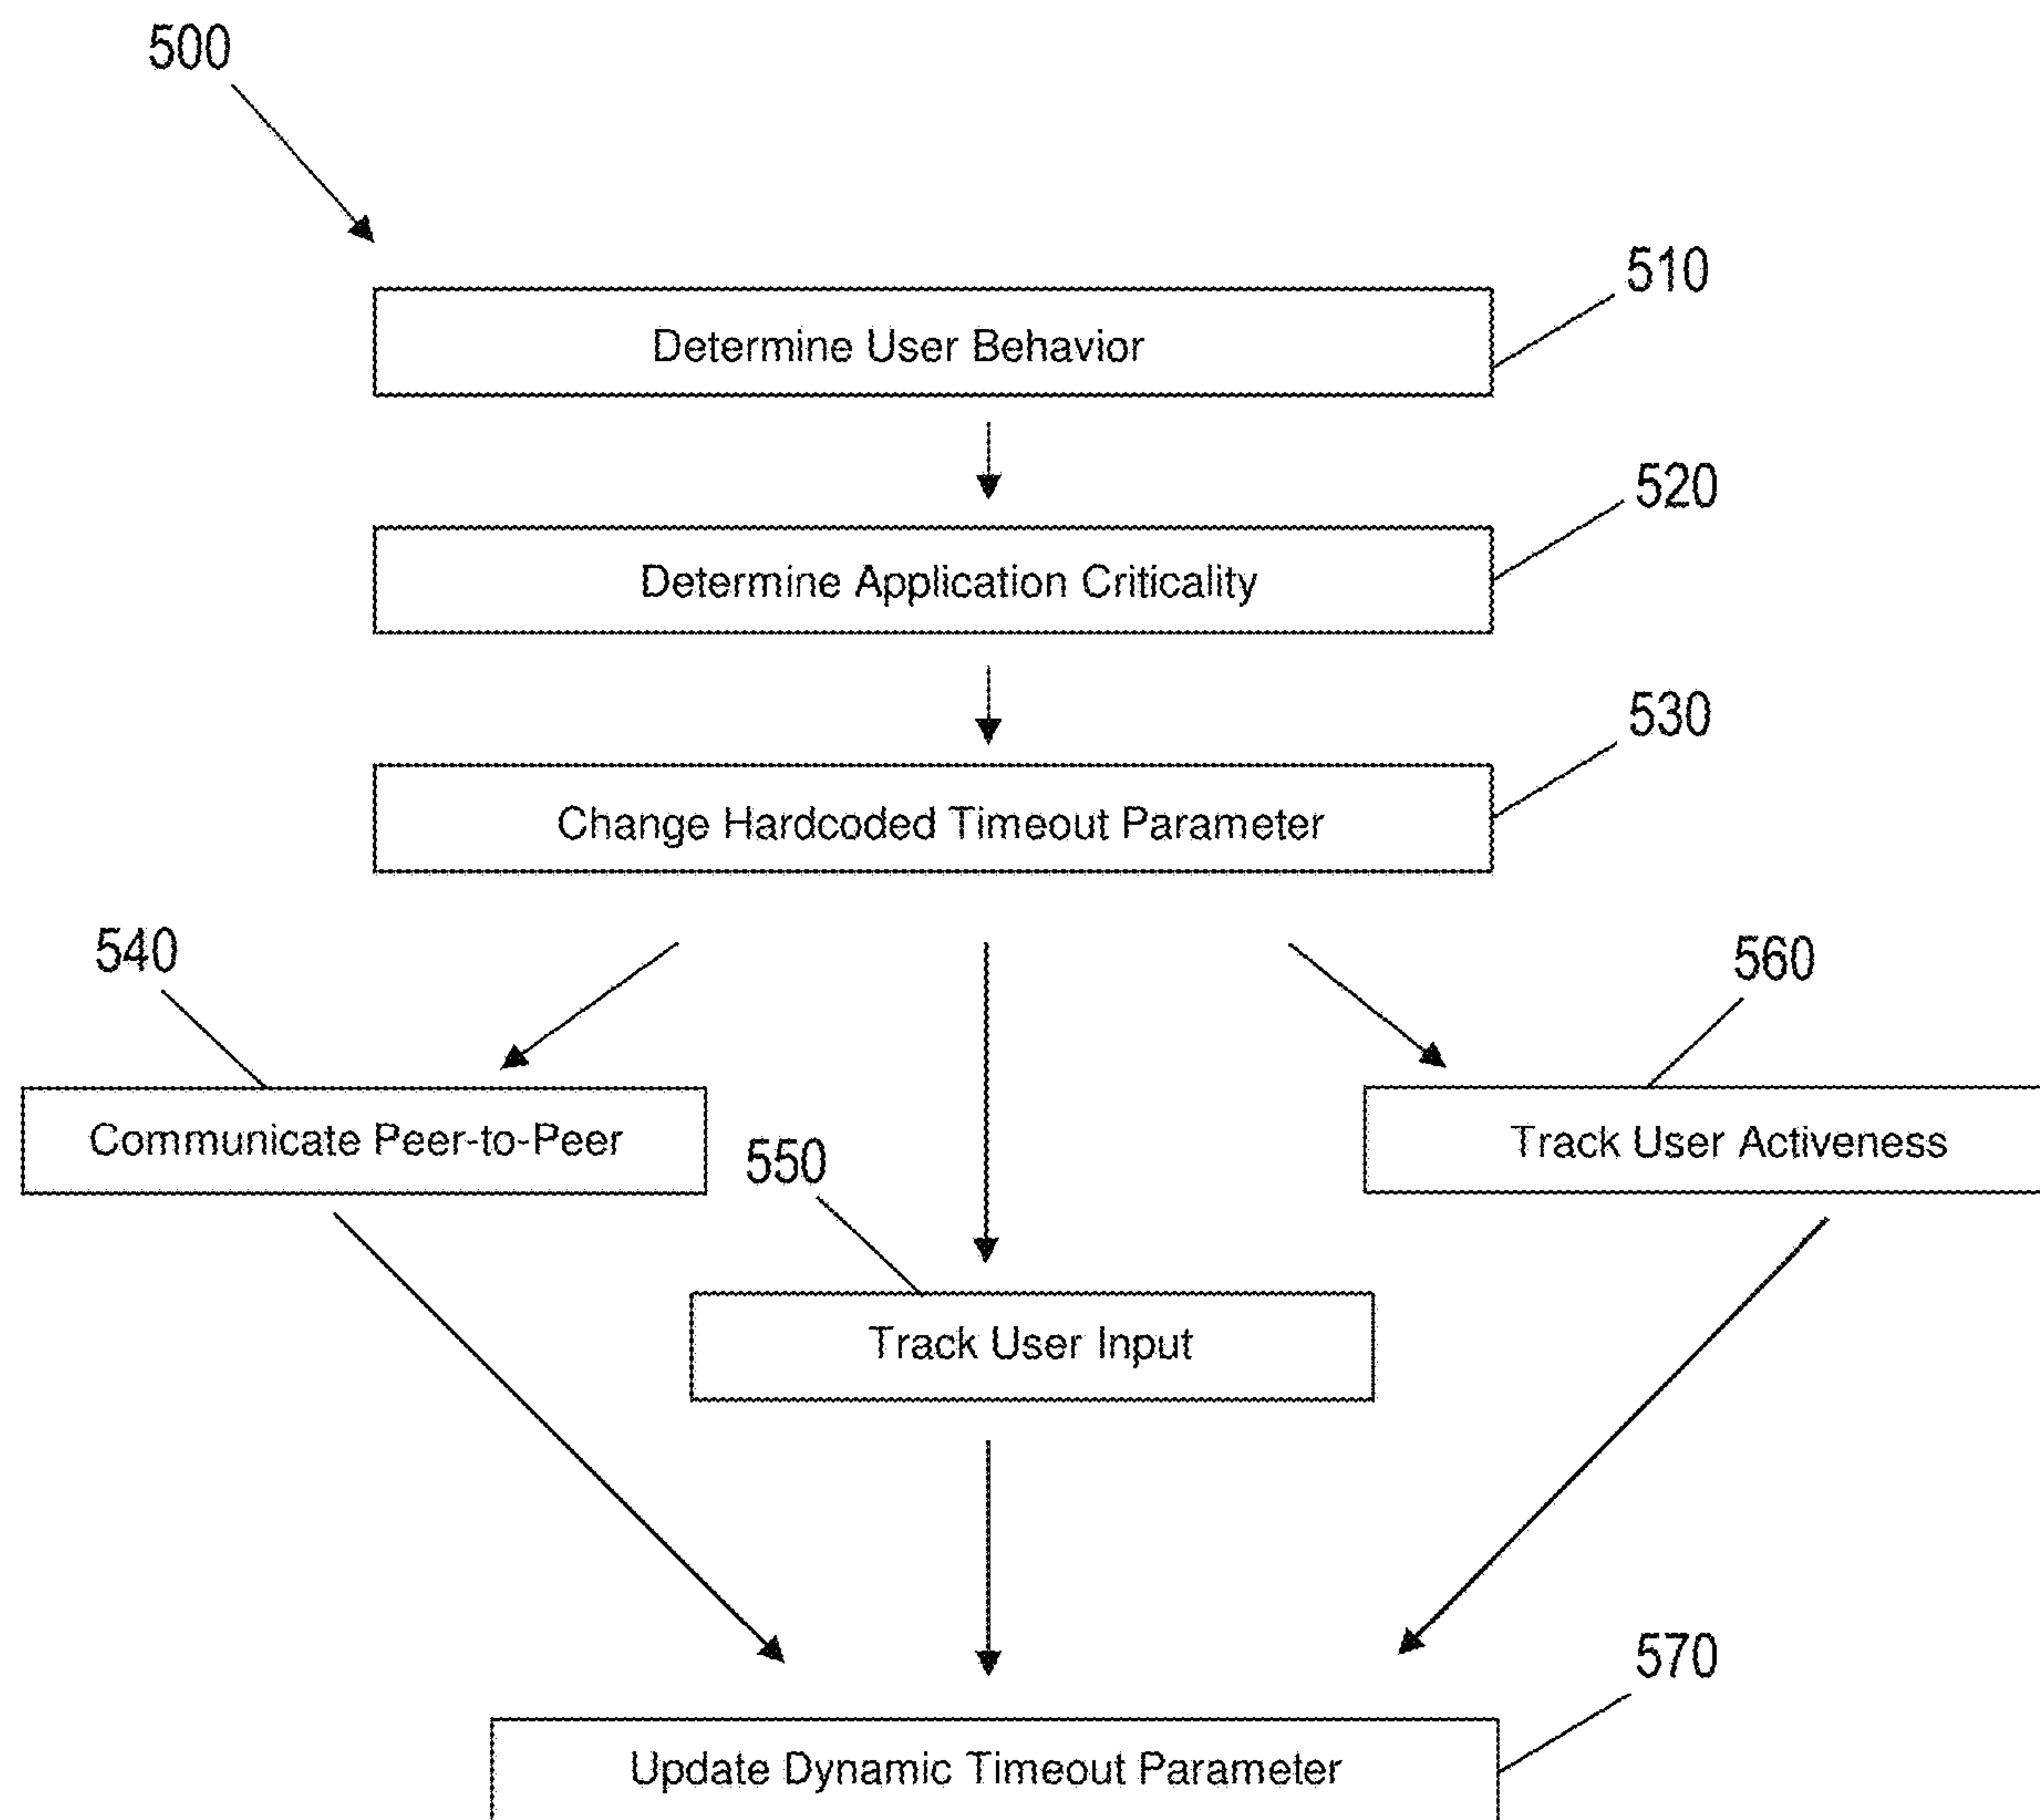 500
510
Determine User Behavior
520
Determine Application Criticality
530
Change Hardcoded Timeout Parameter
540
560
Communicate Peer-to-Peer
550
Track User Activeness
Track User Input
570
Update Dynamic Timeout Parameter